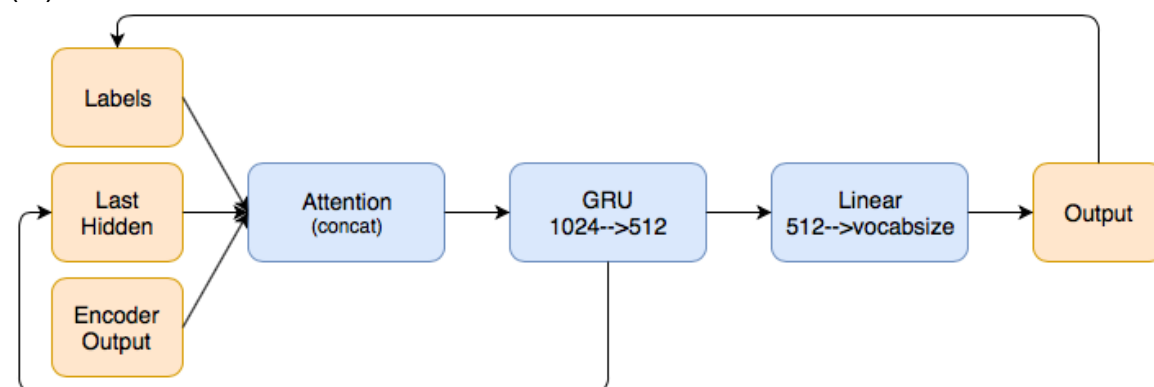 Labels
Last
Hidden
Encoder
Output
Attention
(concat)
GRU
1024-->512
Linear
512-->vocabsize
Output